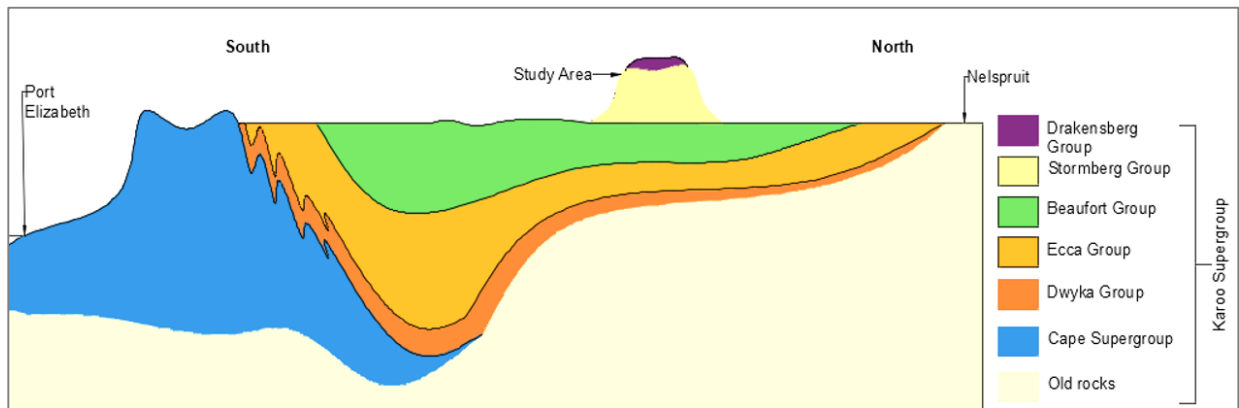 South
North
Port
Elizabeth
Study Area
Nelspruit
Drakensberg
Group
Stormberg Group
Beaufort Group
Ecca Group
Dwyka Group
Cape Supergroup
Old rocks
Karoo Supergroup